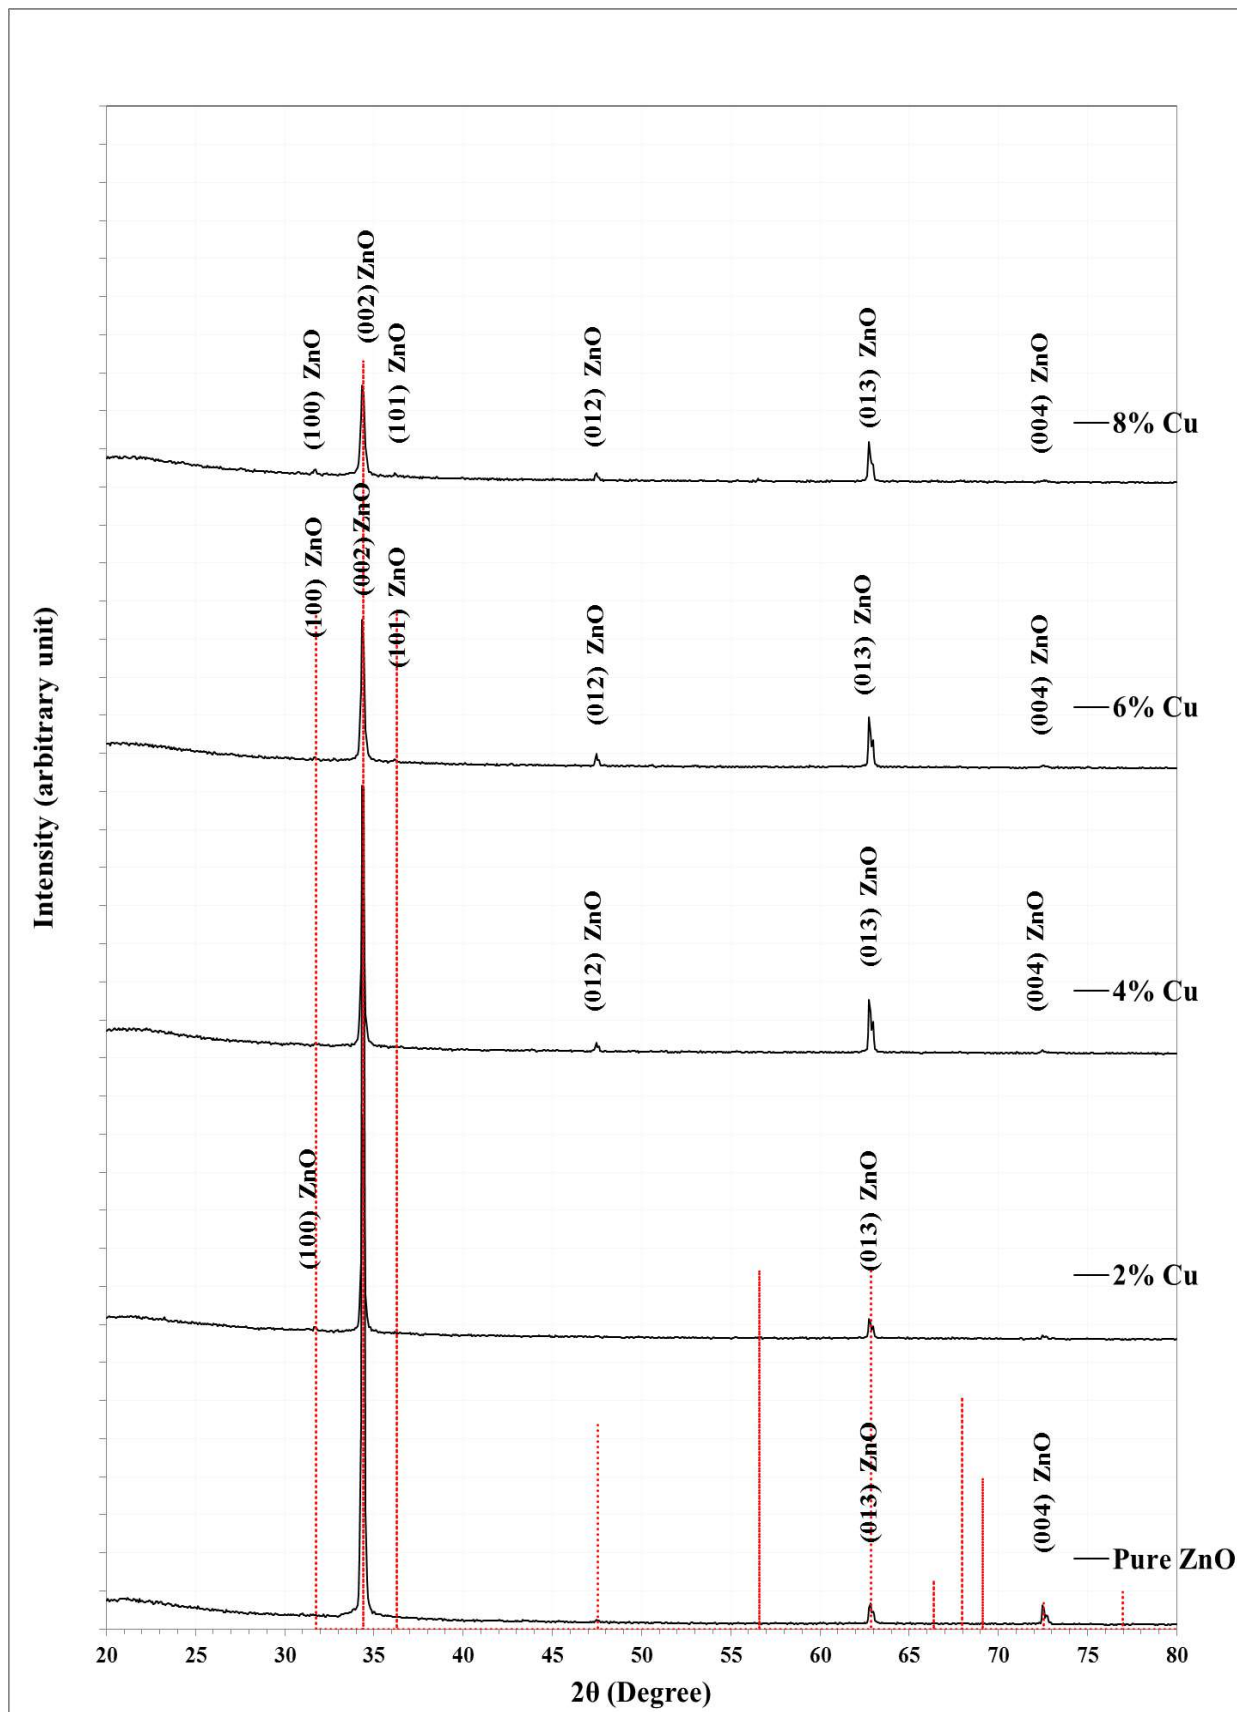 (002) ZnO
(100) ZnO
(101) ZnO
(012) ZnO
(013) ZnO
(004) ZnO
8% Cu
(100) ZnO
(002) ZnO
(101) ZnO
(012) ZnO
(013) ZnO
(004) ZnO
6% Cu
Intensity (arbitrary unit)
(012) ZnO
(013) ZnO
(004) ZnO
4% Cu
(100) ZnO
(013) ZnO
2% Cu
(013) ZnO
(004) ZnO
Pure ZnO
20 25 30 35 40 45 50 55 60 65 70 75 80
2θ (Degree)